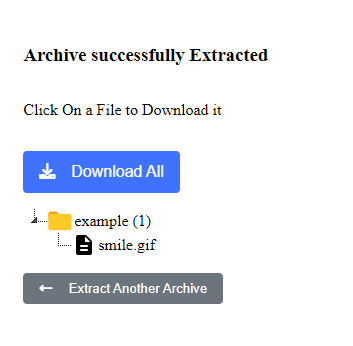 Archive successfully Extracted
Click On a File to Download it
Download All
example (1)
smile.gif
Extract Another Archive